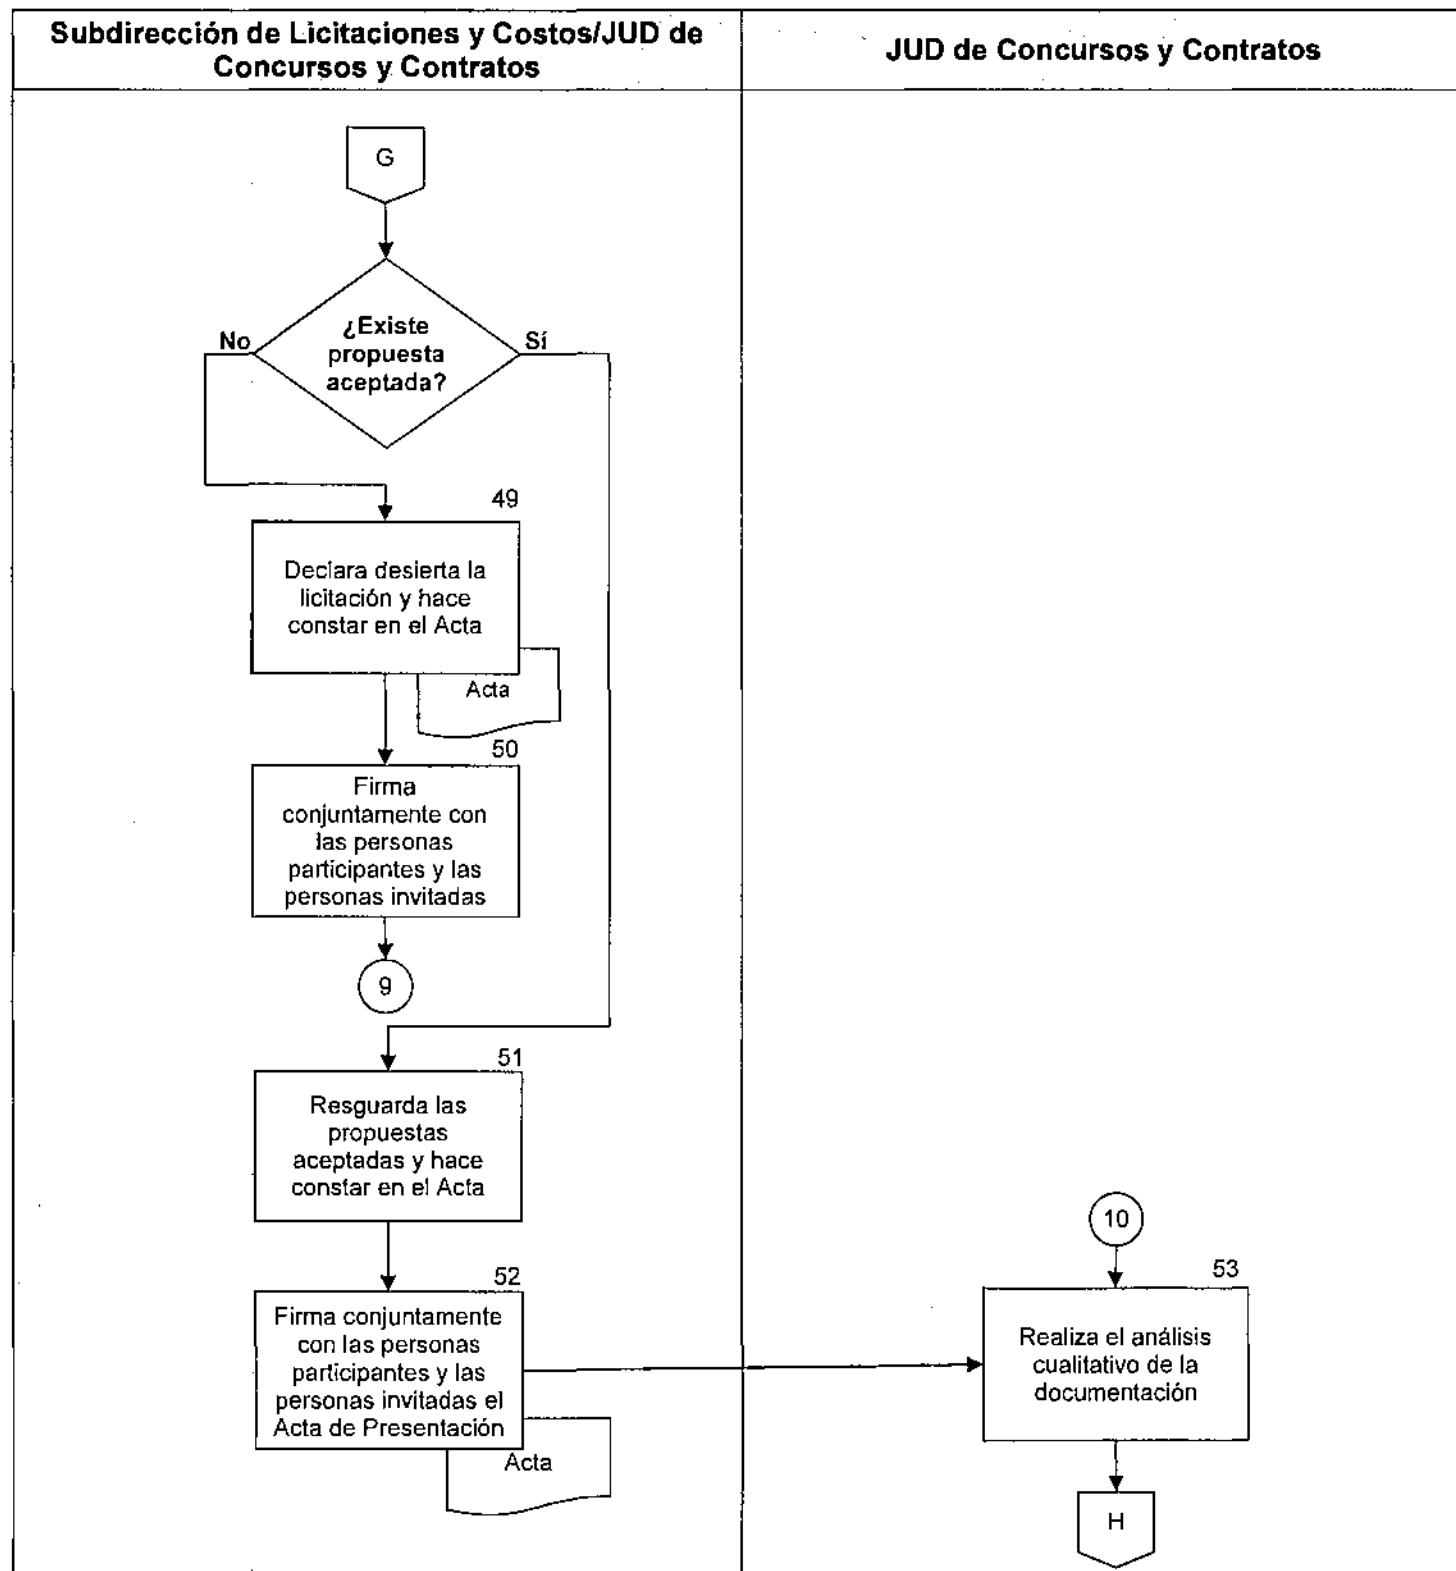 Subdirección de Licitaciones y Costos/JUD de
Concursos y Contratos
JUD de Concursos y Contratos
G
¿Existe
propuesta
aceptada?
No
Sí
49
Declara desierta la
licitación y hace
constar en el Acta
Acta
50
Firma
conjuntamente con
las personas
participantes y las
personas invitadas
9
51
Resguarda las
propuestas
aceptadas y hace
constar en el Acta
52
Firma conjuntamente
con las personas
participantes y las
personas invitadas el
Acta de Presentación
Acta
10
53
Realiza el análisis
cualitativo de la
documentación
H